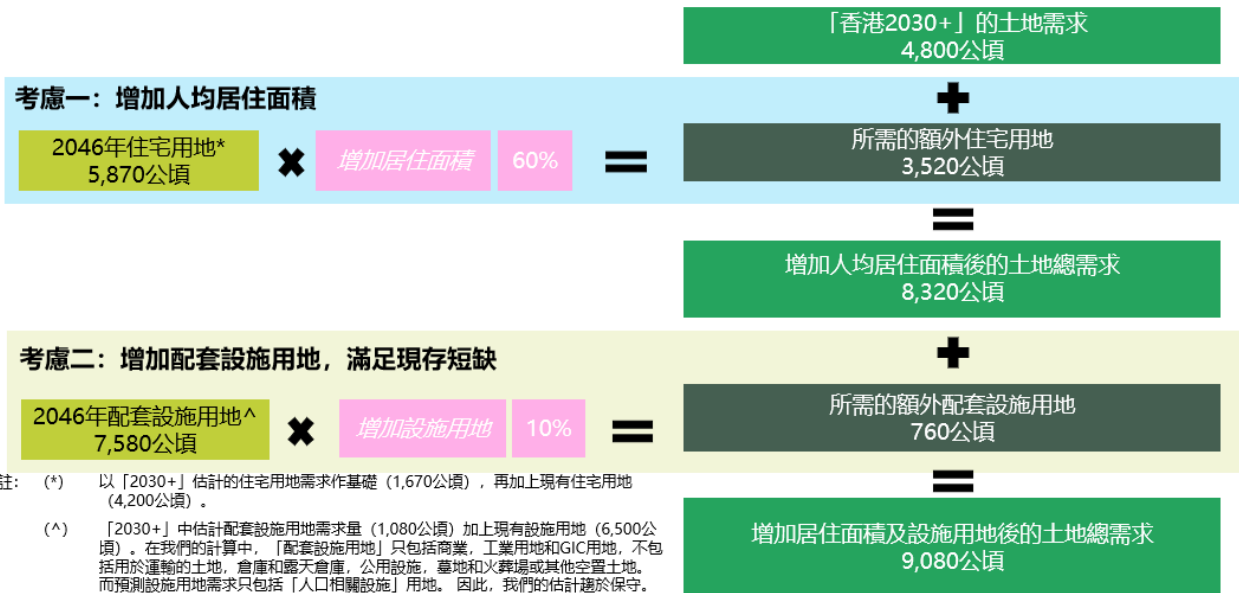 「香港2030+」的土地需求
4,800公頃
考慮一：增加人均居住面積
2046年住宅用地*
5,870公頃
增加居住面積
60%
所需的額外住宅用地
3,520公頃
增加人均居住面積後的土地總需求
8,320公頃
考慮二：增加配套設施用地，滿足現存短缺
2046年配套設施用地^
7,580公頃
增加設施用地
10%
所需的額外配套設施用地
760公頃
增加居住面積及設施用地後的土地總需求
9,080公頃
註： (*) 以「2030+」估計的住宅用地需求作基礎（1,670公頃），再加上現有住宅用地
（4,200公頃）。
(^) 「2030+」中估計配套設施用地需求量（1,080公頃）加上現有設施用地（6,500公
頃）。在我們的計算中，「配套設施用地」只包括商業，工業用地和GIC用地，不包
括用於運輸的土地，倉庫和露天倉庫，公用設施，墓地和火葬場或其他空置土地。
而預測設施用地需求只包括「人口相關設施」用地。 因此，我們的估計趨於保守。